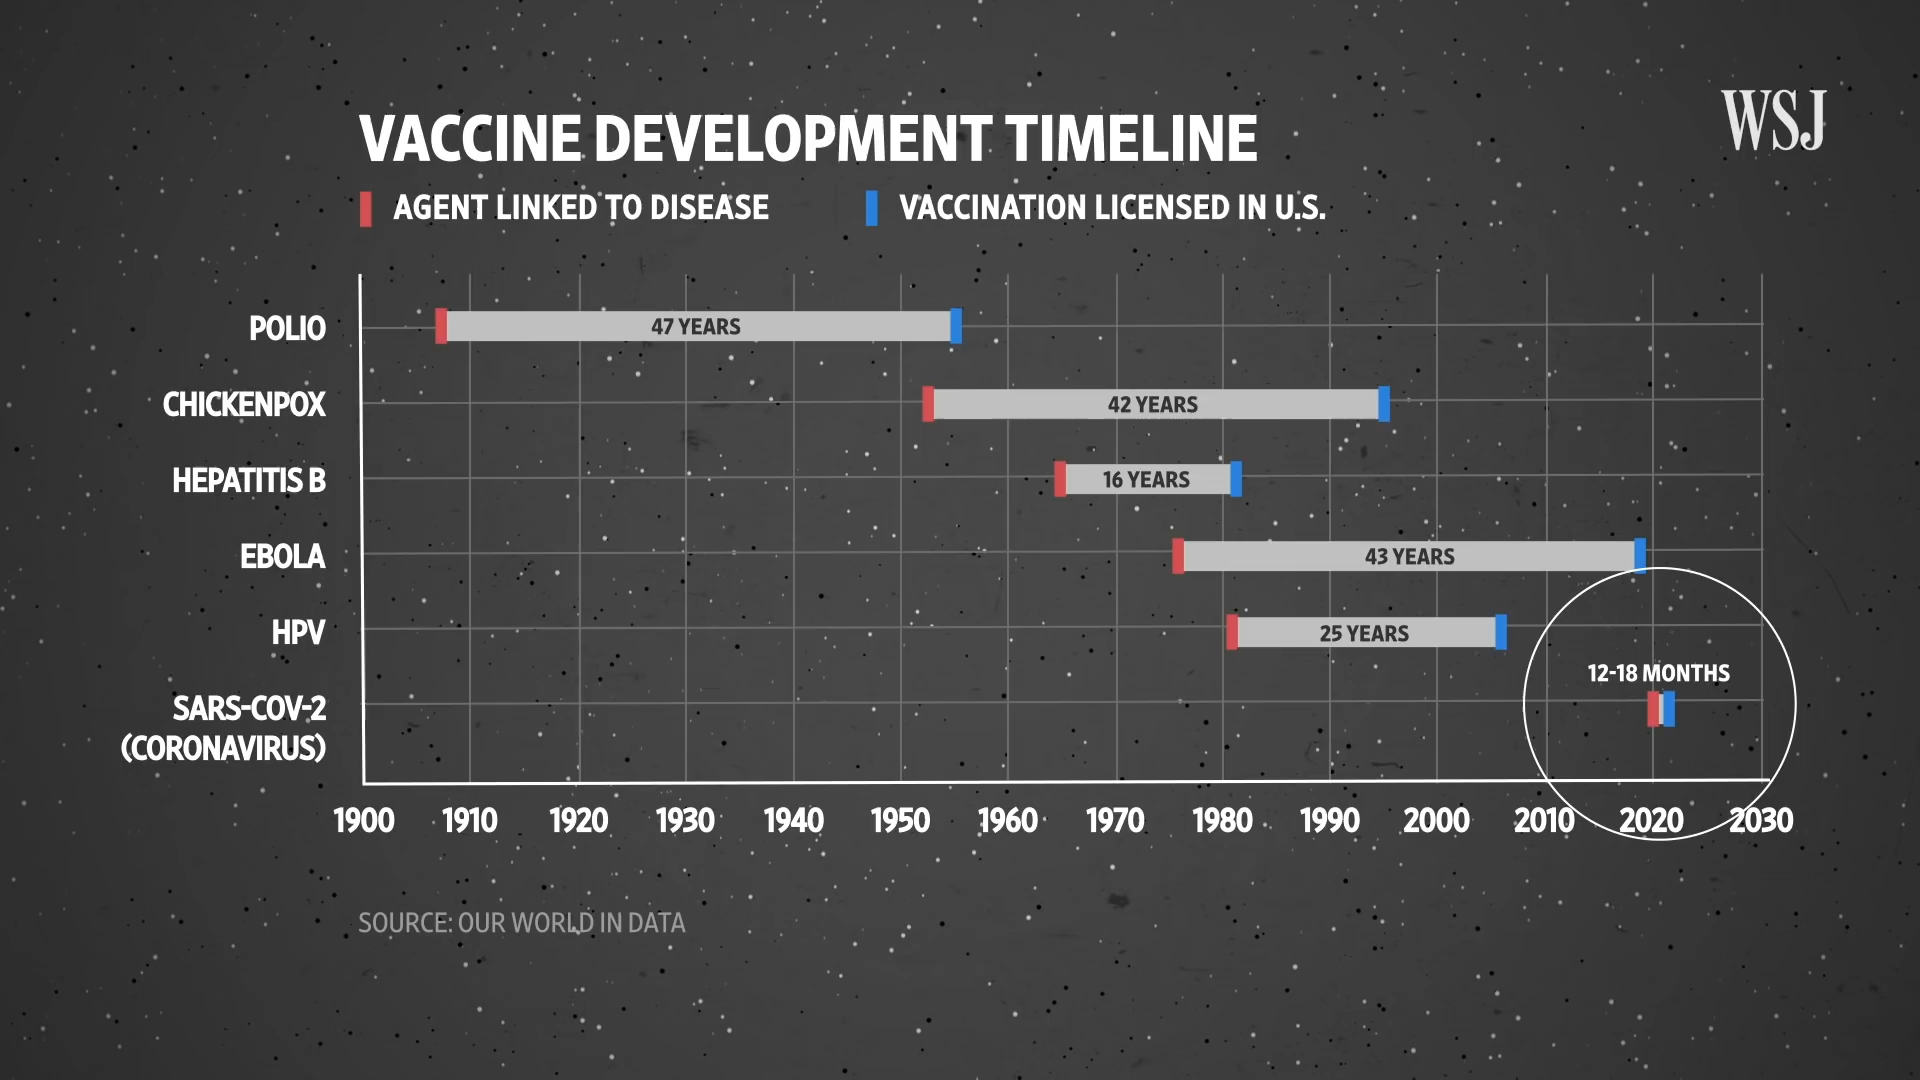 WSJ
VACCINE DEVELOPMENT TIMELINE
AGENT LINKED TO DISEASE
VACCINATION LICENSED IN U.S.
POLIO
47 YEARS
CHICKENPOX
42 YEARS
HEPATITIS B
16 YEARS
EBOLA
43 YEARS
HPV
25 YEARS
12-18 MONTHS
SARS-COV-2
(CORONAVIRUS)
1900 1910 1920 1930 1940 1950 1960 1970 1980 1990 2000 2010 2020 2030
SOURCE: OUR WORLD IN DATA